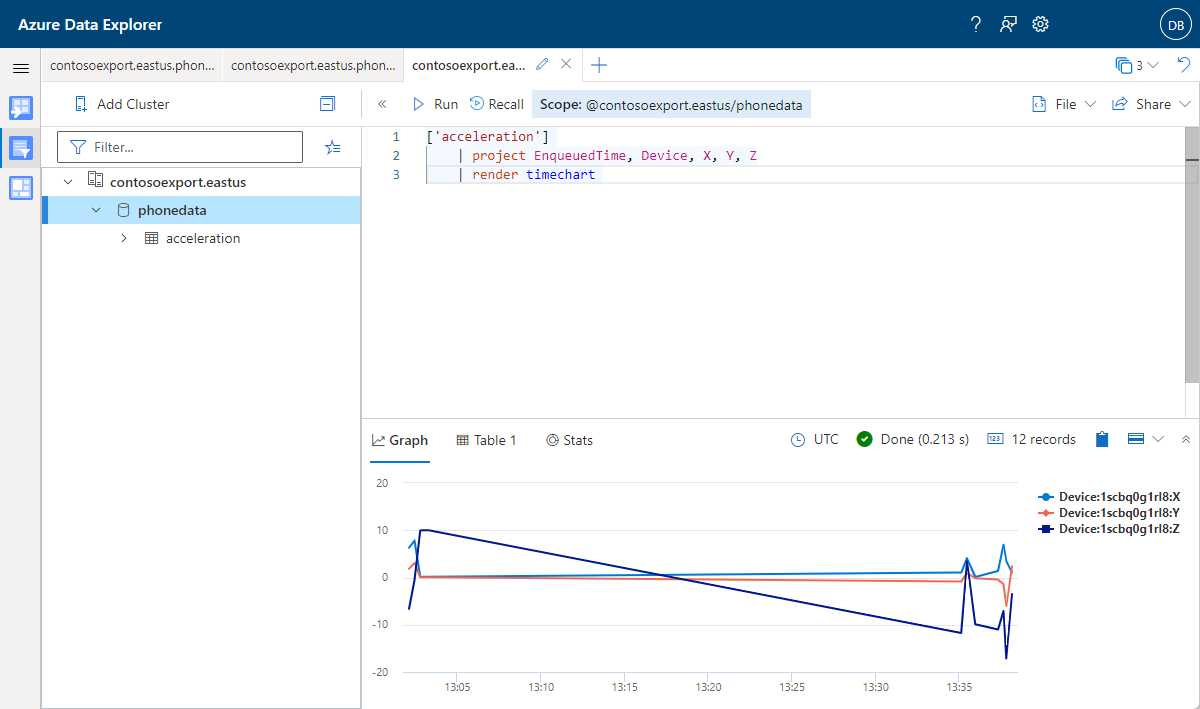 Azure Data Explorer
?
DB
contosoexport.eastus.phon...
contosoexport.eastus.phon...
contosoexport.ea...
3
Add Cluster
Run
Recall
Scope: @contosoexport.eastus/phonedata
File
Share
Filter...
contosoexport.eastus
phonedata
acceleration
1 ['acceleration']
2 | project EnqueuedTime, Device, X, Y, Z
3 | render timechart
Graph
Table 1
Stats
UTC
Done (0.213 s)
123
12 records
20
10
0
-10
-20
13:05
13:10
13:15
13:20
13:25
13:30
13:35
Device:1scbq0g1rl8:X
Device:1scbq0g1rl8:Y
Device:1scbq0g1rl8:Z